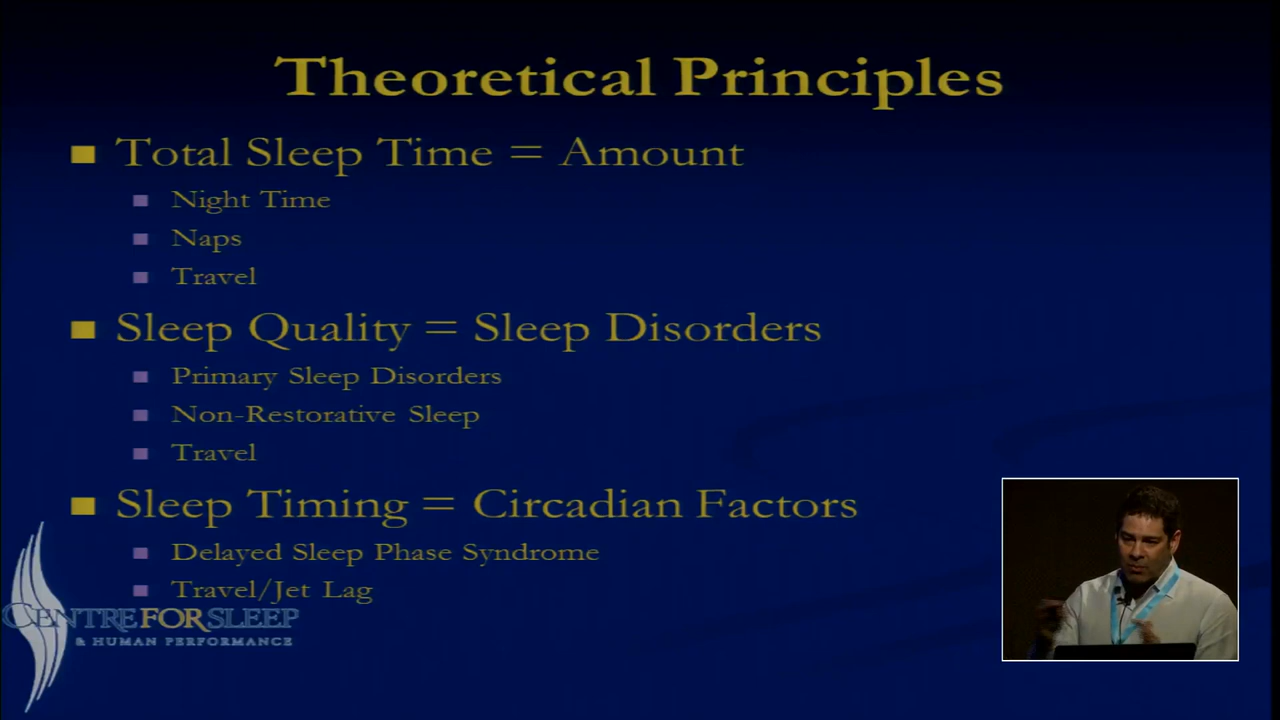 Theoretical Principles
Total Sleep Time = Amount
Night Time
Naps
Travel
Sleep Quality = Sleep Disorders
Primary Sleep Disorders
Non-Restorative Sleep
Travel
Sleep Timing = Circadian Factors
Delayed Sleep Phase Syndrome
Travel/Jet Lag
CENTRE FOR SLEEP
& HUMAN PERFORMANCE